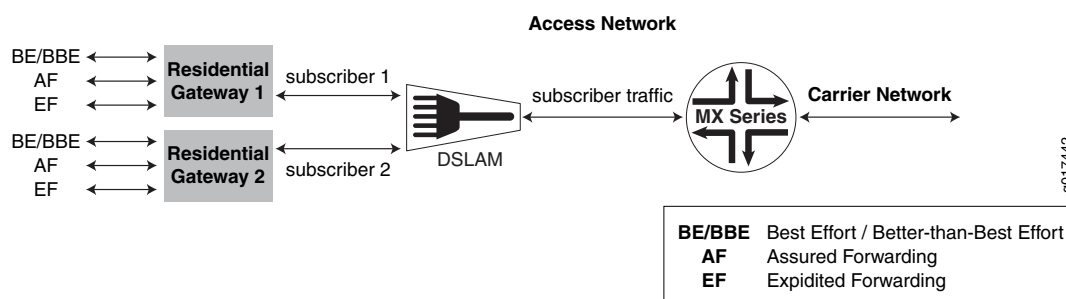 Access Network
BE/BBE
AF
EF
Residential
Gateway 1
subscriber 1
BE/BBE
AF
EF
Residential
Gateway 2
subscriber 2
DSLAM
subscriber traffic
MX Series
Carrier Network
g017443
BE/BBE Best Effort / Better-than-Best Effort
AF Assured Forwarding
EF Expidited Forwarding